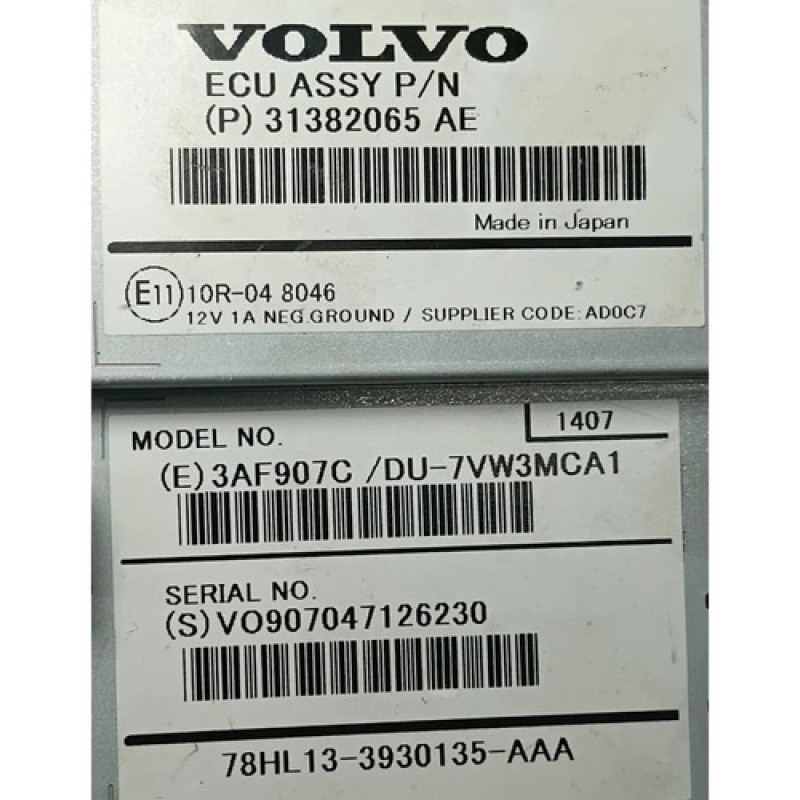 VOLVO
ECU ASSY P/N
(P) 31382065 AE
Made in Japan
E11 10R-04 8046
12V 1A NEG.GROUND / SUPPLIER CODE: AD0C7
1407
MODEL NO.
(E) 3AF907C /DU-7VW3MCA1
SERIAL NO.
(S) VO907047126230
78HL13-3930135-AAA